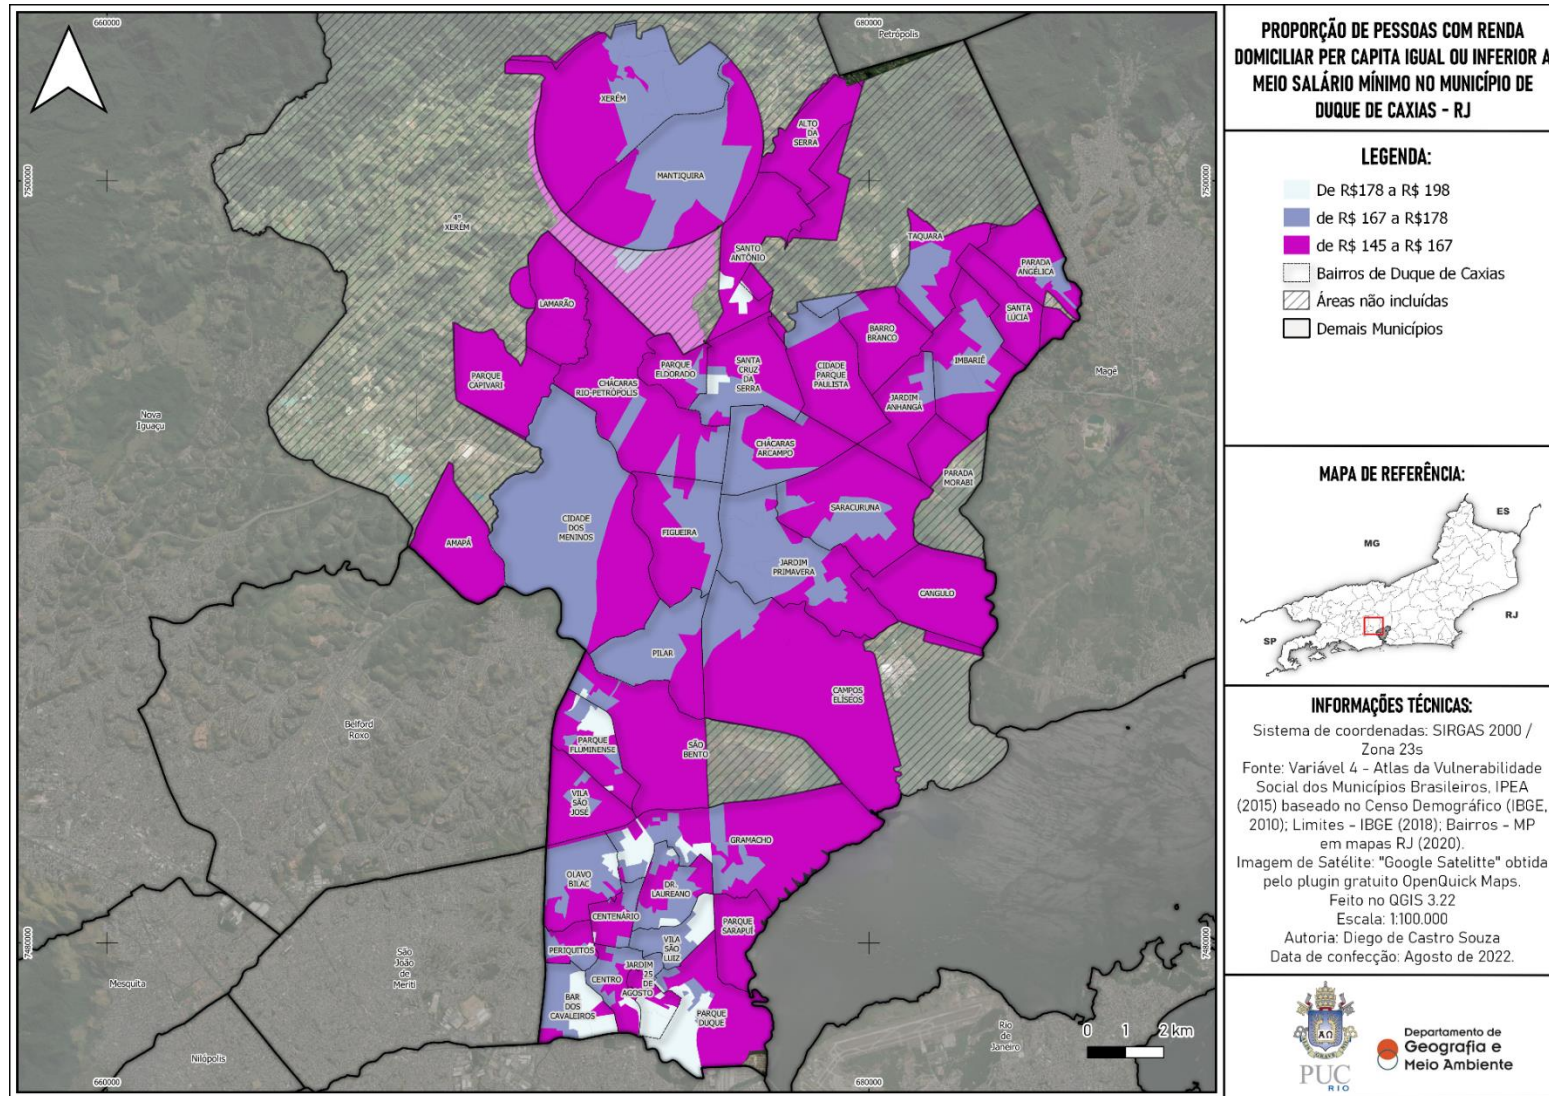 PROPORÇÃO DE PESSOAS COM RENDA
DOMICILIAR PER CAPITA IGUAL OU INFERIOR A
MEIO SALÁRIO MÍNIMO NO MUNICÍPIO DE
DUQUE DE CAXIAS - RJ
LEGENDA:
De R$178 a R$ 198
de R$ 167 a R$178
de R$ 145 a R$ 167
Bairros de Duque de Caxias
Áreas não incluídas
Demais Municípios
MAPA DE REFERÊNCIA:
ES
MG
RJ
SP
INFORMAÇÕES TÉCNICAS:
Sistema de coordenadas: SIRGAS 2000 /
Zona 23s
Fonte: Variável 4 - Atlas da Vulnerabilidade
Social dos Municípios Brasileiros, IPEA
(2015) baseado no Censo Demográfico (IBGE,
2010); Limites - IBGE (2018); Bairros - MP
em mapas RJ (2020).
Imagem de Satélite: "Google Satelitte" obtida
pelo plugin gratuito OpenQuick Maps.
Feito no QGIS 3.22
Escala: 1:100.000
Autoria: Diego de Castro Souza
Data de confecção: Agosto de 2022.
PUC
RIO
Departamento de
Geografia e
Meio Ambiente
660000
680000
Petrópolis
7500000
7500000
XERÉM
ALTO
DA
SERRA
MANTIQUIRA
4º
XERÉM
SANTO
ANTÔNIO
TAQUARA
PARADA
ANGÉLICA
LAMARÃO
SANTA
LÚCIA
BARRO
BRANCO
IMBARIÊ
PARQUE
CAPIVARI
CHÁCARAS
RIO-PETRÓPOLIS
PARQUE
ELDORADO
SANTA
CRUZ
DA
SERRA
CIDADE
PARQUE
PAULISTA
JARDIM
ANHANGÁ
Magé
Nova
Iguaçu
CHÁCARAS
ARCAMPO
PARADA
MORABI
AMAPÁ
CIDADE
DOS
MENINOS
FIGUEIRA
SARACURUNA
JARDIM
PRIMAVERA
CANGULO
PILAR
CAMPOS
ELÍSEOS
Belford
Roxo
PARQUE
FLUMINENSE
SÃO
BENTO
VILA
SÃO
JOSÉ
GRAMACHO
OLAVO
BILAC
DR.
LAUREANO
CENTENÁRIO
PARQUE
SARAPUÍ
PERIQUITOS
VILA
SÃO
LUIZ
7480000
7480000
São
João
de
Meriti
Mesquita
CENTRO
JARDIM
25
DE
AGOSTO
BAR
DOS
CAVALEIROS
PARQUE
DUQUE
Rio
de
Janeiro
Nilópolis
0 1 2 km
660000
680000